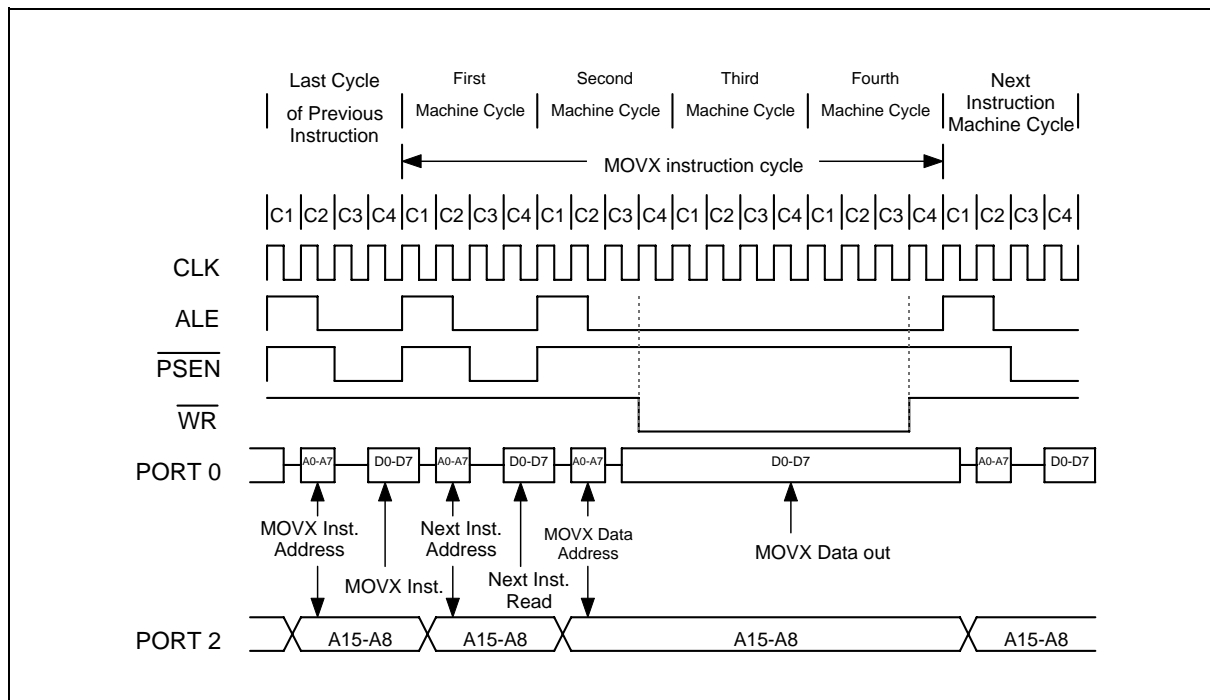 Last Cycle
of Previous
Instruction
First
Machine Cycle
Second
Machine Cycle
Third
Machine Cycle
Fourth
Machine Cycle
Next
Instruction
Machine Cycle
MOVX instruction cycle
C1 C2 C3 C4 C1 C2 C3 C4 C1 C2 C3 C4 C1 C2 C3 C4 C1 C2 C3 C4 C1 C2 C3 C4
CLK
ALE
PSEN
WR
PORT 0
A0-A7 D0-D7 A0-A7 D0-D7 A0-A7 D0-D7 A0-A7 D0-D7
MOVX Inst.
Address
MOVX Inst.
Next Inst.
Address
Next Inst.
Read
MOVX Data
Address
MOVX Data out
PORT 2
A15-A8 A15-A8 A15-A8 A15-A8